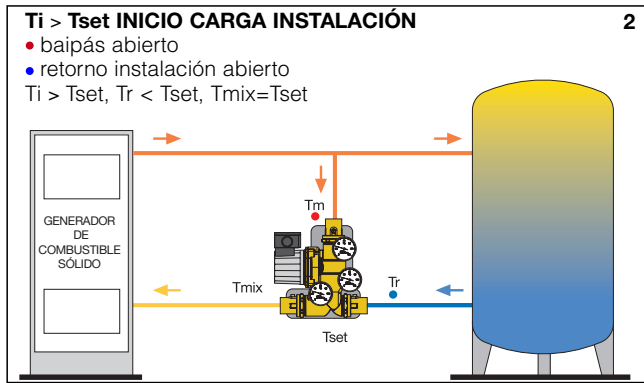 Ti > Tset INICIO CARGA INSTALACIÓN 2
• baipás abierto
• retorno instalación abierto
Ti > Tset, Tr < Tset, Tmix=Tset
Tm
GENERADOR
DE
COMBUSTIBLE
SÓLIDO
Tmix
Tr
Tset